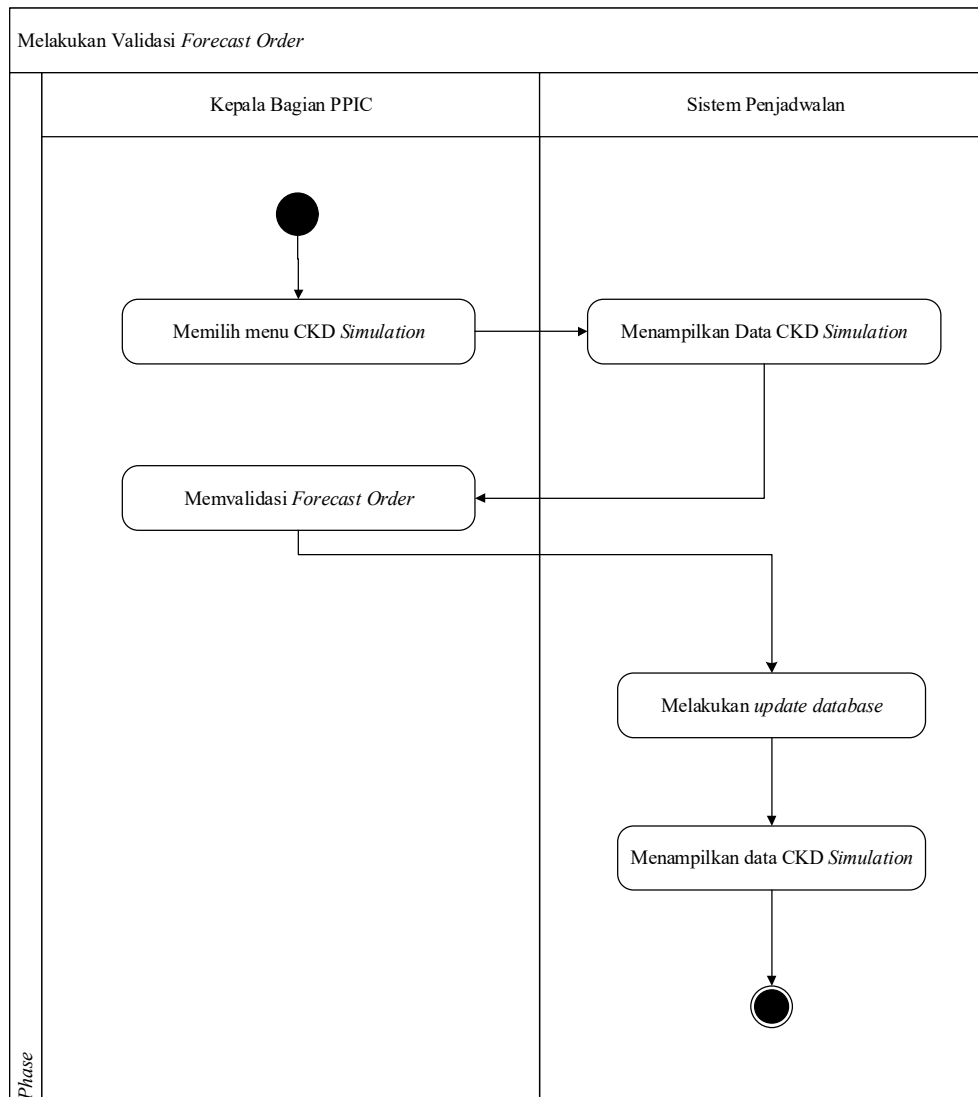 Melakukan Validasi Forecast Order
Kepala Bagian PPIC
Sistem Penjadwalan
Memilih menu CKD Simulation
Menampilkan Data CKD Simulation
Memvalidasi Forecast Order
Melakukan update database
Menampilkan data CKD Simulation
Phase